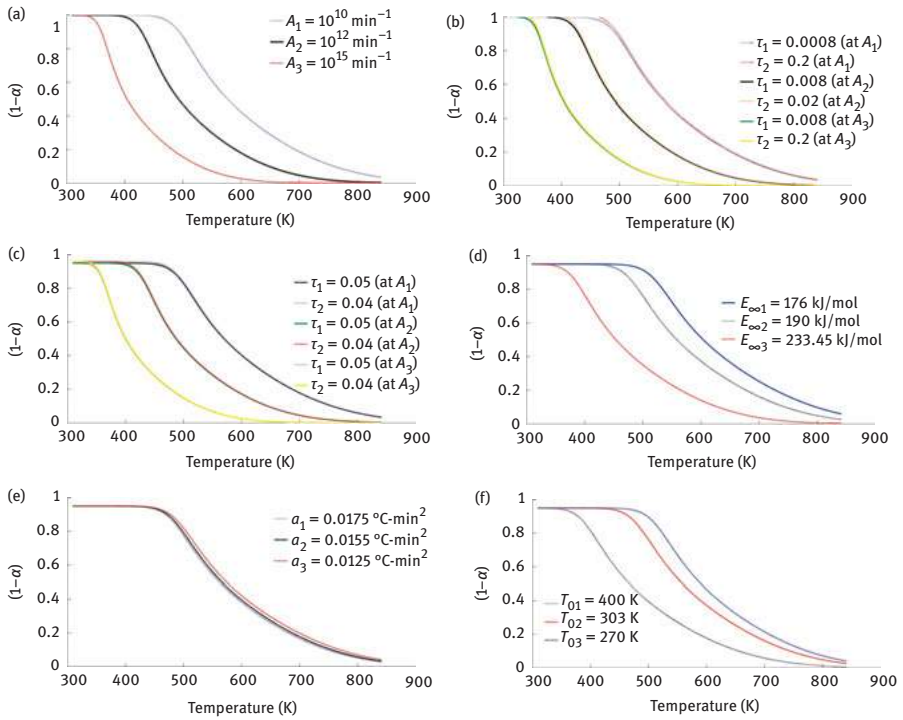 (a)
1
0.8
0.6
0.4
0.2
0
(1–α)
A1 = 10^10 min−1
A2 = 10^12 min−1
A3 = 10^15 min−1
300 400 500 600 700 800 900
Temperature (K)
(b)
1
0.8
0.6
0.4
0.2
0
(1–α)
τ1 = 0.0008 (at A1)
τ2 = 0.2 (at A1)
τ1 = 0.008 (at A2)
τ2 = 0.02 (at A2)
τ1 = 0.008 (at A3)
τ2 = 0.2 (at A3)
300 400 500 600 700 800 900
Temperature (K)
(c)
1
0.8
0.6
0.4
0.2
0
(1–α)
τ1 = 0.05 (at A1)
τ2 = 0.04 (at A1)
τ1 = 0.05 (at A2)
τ2 = 0.04 (at A2)
τ1 = 0.05 (at A3)
τ2 = 0.04 (at A3)
300 400 500 600 700 800 900
Temperature (K)
(d)
1
0.8
0.6
0.4
0.2
0
(1–α)
E∞1 = 176 kJ/mol
E∞2 = 190 kJ/mol
E∞3 = 233.45 kJ/mol
300 400 500 600 700 800 900
Temperature (K)
(e)
1
0.8
0.6
0.4
0.2
0
(1–α)
a1 = 0.0175 °C-min2
a2 = 0.0155 °C-min2
a3 = 0.0125 °C-min2
300 400 500 600 700 800 900
Temperature (K)
(f)
1
0.8
0.6
0.4
0.2
0
(1–α)
T01 = 400 K
T02 = 303 K
T03 = 270 K
300 400 500 600 700 800 900
Temperature (K)